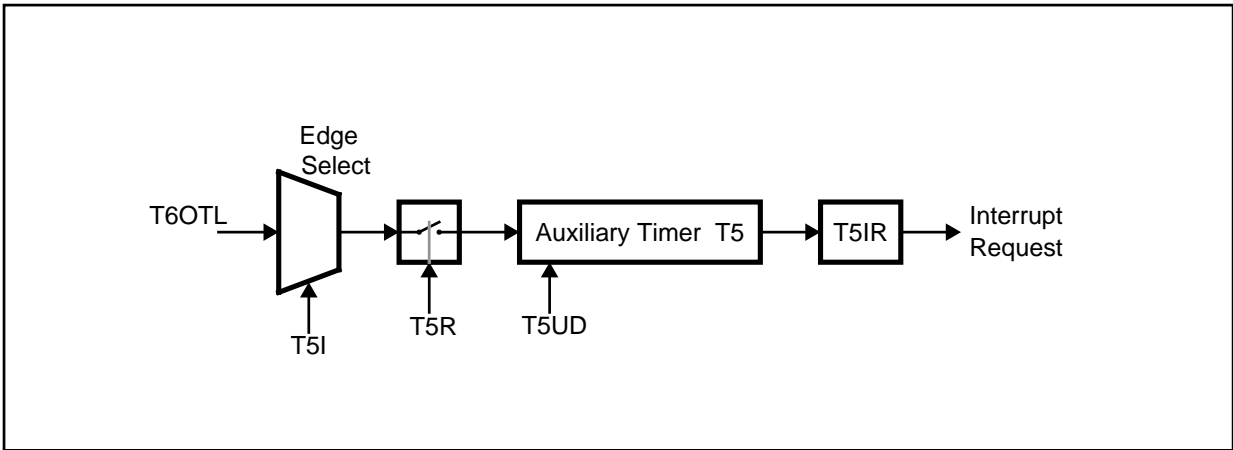 Edge
Select
T6OTL
Auxiliary Timer T5
T5IR
Interrupt
Request
T5I
T5R
T5UD